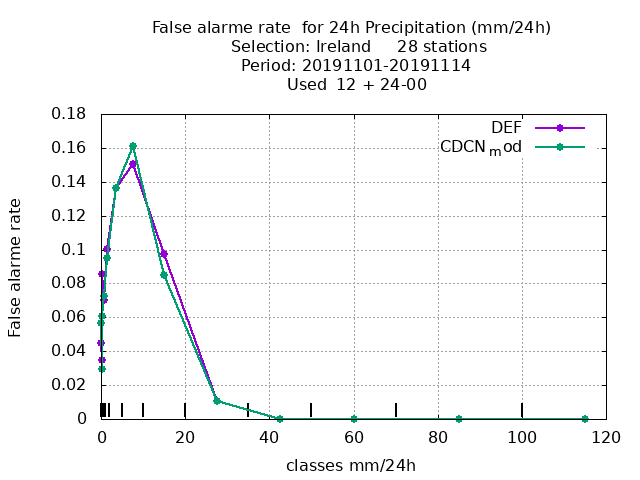 False alarme rate  for 24h Precipitation (mm/24h)
Selection: Ireland     28 stations
Period: 20191101-20191114
Used  12 + 24-00
0.18
0.16
0.14
0.12
0.1
0.08
0.06
0.04
0.02
0
False alarme rate
DEF
CDCNmod
0 20 40 60 80 100 120
classes mm/24h